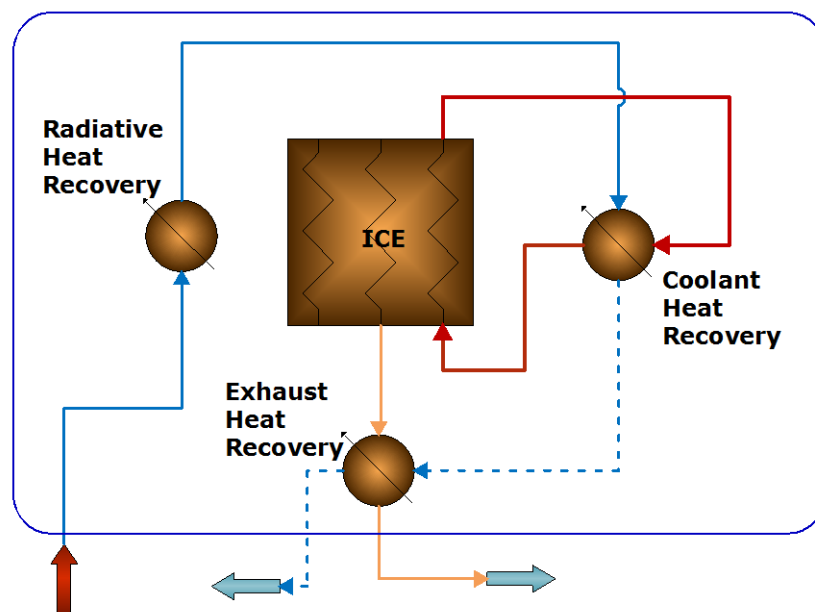 Radiative
Heat
Recovery
ICE
Coolant
Heat
Recovery
Exhaust
Heat
Recovery